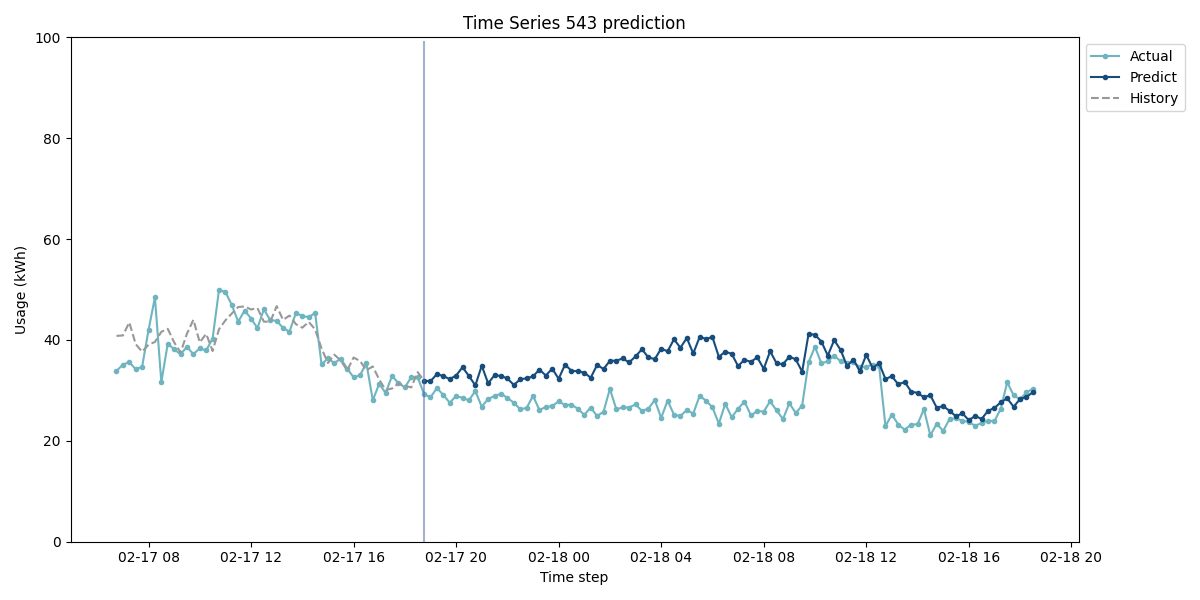 Time Series 543 prediction
Usage (kWh)
100
80
60
40
20
0
02-17 08
02-17 12
02-17 16
02-17 20
02-18 00
02-18 04
02-18 08
02-18 12
02-18 16
02-18 20
Time step
Actual
Predict
History